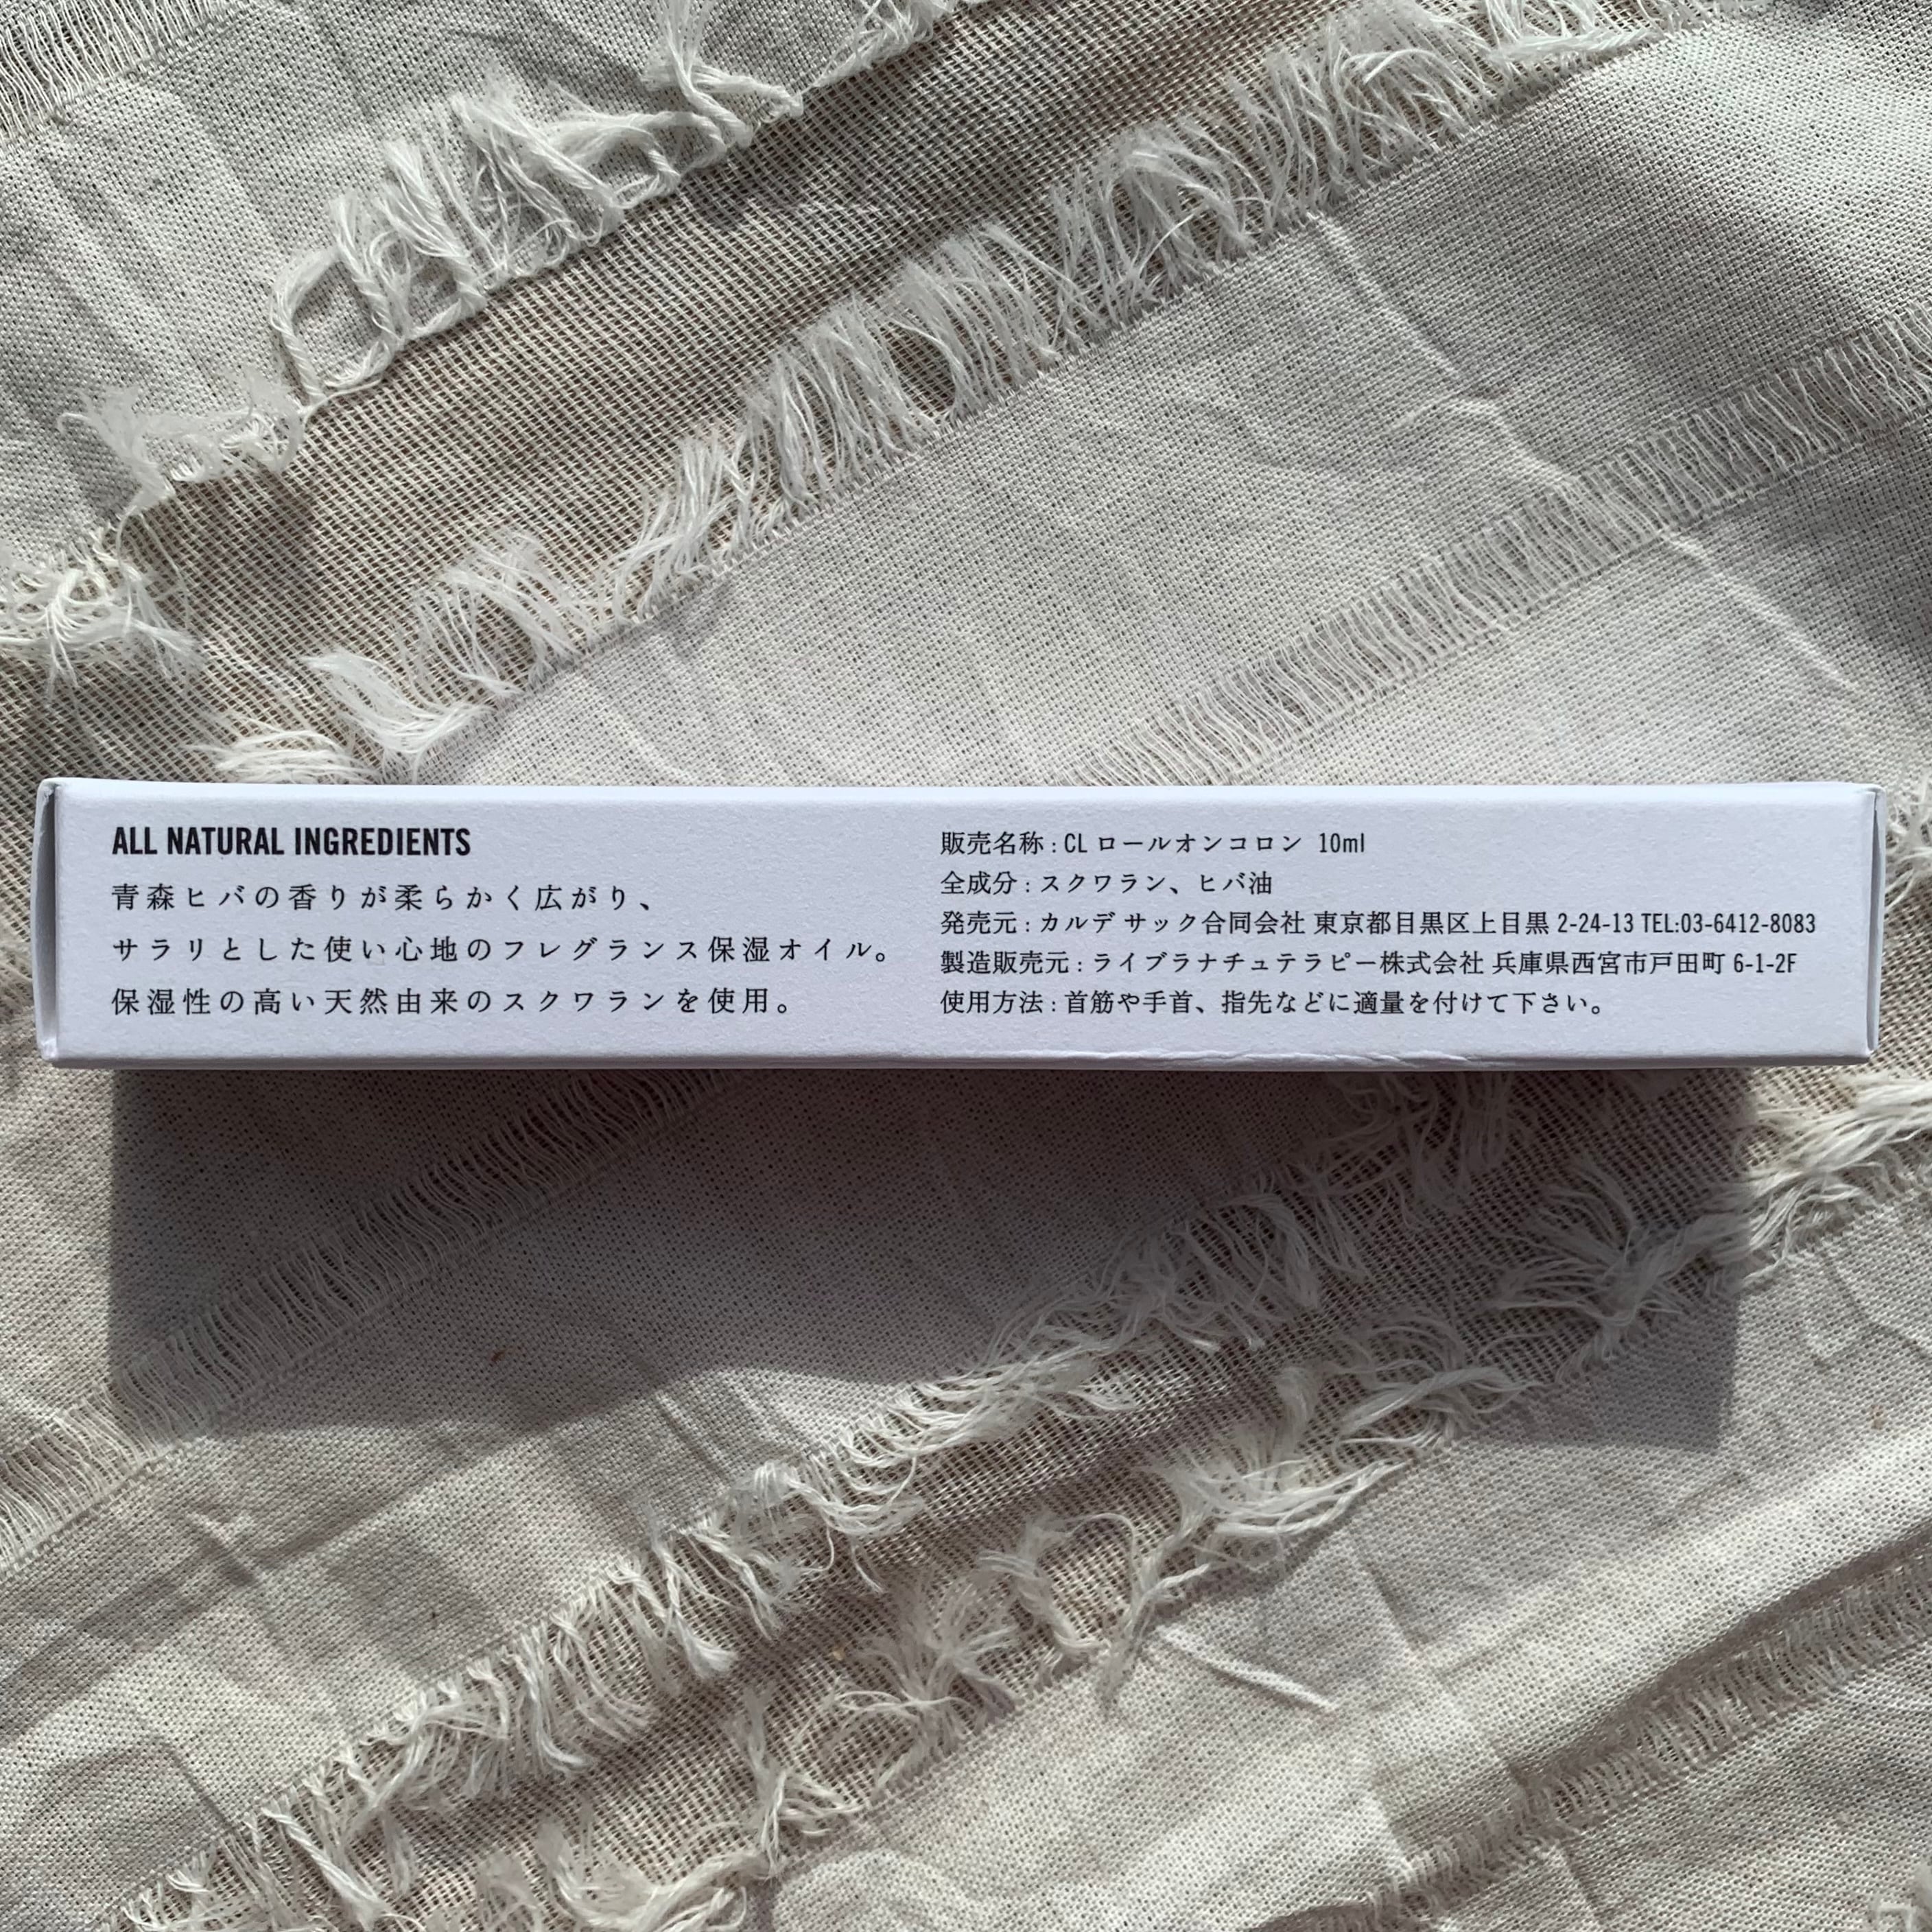 ALL NATURAL INGREDIENTS
青森ヒバの香りが柔らかく広がり、
サラリとした使い心地のフレグランス保湿オイル。
保湿性の高い天然由来のスクワランを使用。
販売名称 : CL ロールオンコロン 10ml
全成分 : スクワラン、ヒバ油
発売元 : カルデ サック合同会社 東京都目黒区上目黒 2-24-13 TEL:03-6412-8083
製造販売元 : ライブラナチュテラピー株式会社 兵庫県西宮市戸田町 6-1-2F
使用方法 : 首筋や手首、指先などに適量を付けて下さい。